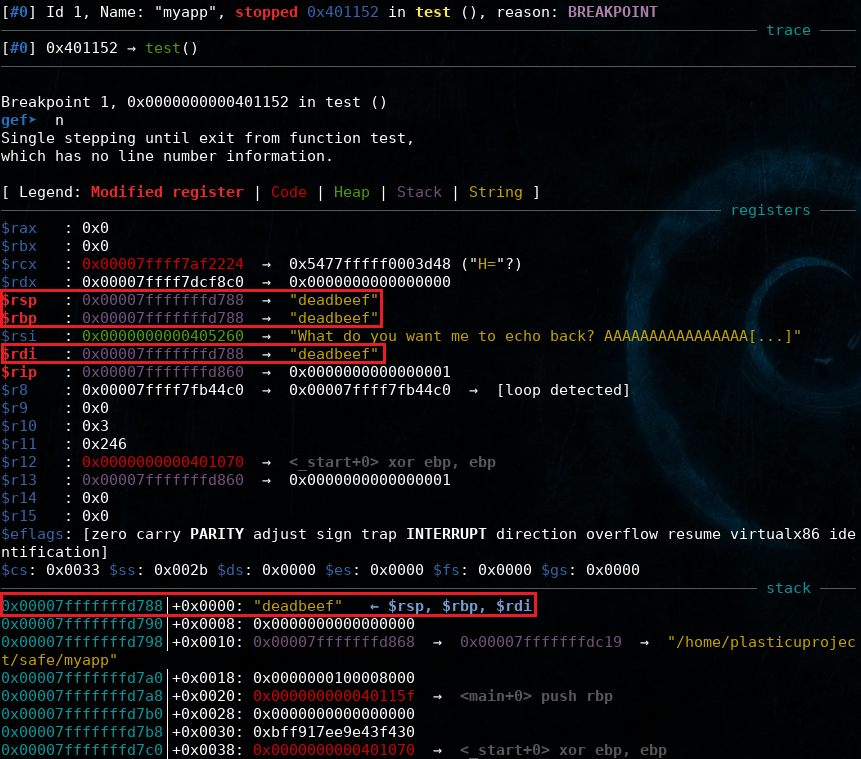 [#0] Id 1, Name: "myapp", stopped 0x401152 in test (), reason: BREAKPOINT
trace
[#0] 0x401152 → test()
Breakpoint 1, 0x0000000000401152 in test ()
gef➤  n
Single stepping until exit from function test,
which has no line number information.
[ Legend: Modified register | Code | Heap | Stack | String ]
registers
$rax   : 0x0
$rbx   : 0x0
$rcx   : 0x00007ffff7af2224  →  0x5477fffff0003d48 ("H="?)
$rdx   : 0x00007ffff7dcf8c0  →  0x0000000000000000
$rsp   : 0x00007fffffffd788  →  "deadbeef"
$rbp   : 0x00007fffffffd788  →  "deadbeef"
$rsi   : 0x0000000000405260  →  "What do you want me to echo back? AAAAAAAAAAAAAAAA[...]"
$rdi   : 0x00007fffffffd788  →  "deadbeef"
$rip   : 0x00007fffffffd860  →  0x0000000000000001
$r8    : 0x00007ffff7fb44c0  →  0x00007ffff7fb44c0  →  [loop detected]
$r9    : 0x0
$r10   : 0x3
$r11   : 0x246
$r12   : 0x0000000000401070  →  <_start+0> xor ebp, ebp
$r13   : 0x00007fffffffd860  →  0x0000000000000001
$r14   : 0x0
$r15   : 0x0
$eflags: [zero carry PARITY adjust sign trap INTERRUPT direction overflow resume virtualx86 ide
ntification]
$cs: 0x0033 $ss: 0x002b $ds: 0x0000 $es: 0x0000 $fs: 0x0000 $gs: 0x0000
stack
0x00007fffffffd788│+0x0000: "deadbeef"   ← $rsp, $rbp, $rdi
0x00007fffffffd790│+0x0008: 0x0000000000000000
0x00007fffffffd798│+0x0010: 0x00007fffffffd868  →  0x00007fffffffdc19  →  "/home/plasticuprojec
t/safe/myapp"
0x00007fffffffd7a0│+0x0018: 0x0000000100008000
0x00007fffffffd7a8│+0x0020: 0x000000000040115f  →  <main+0> push rbp
0x00007fffffffd7b0│+0x0028: 0x0000000000000000
0x00007fffffffd7b8│+0x0030: 0xbff917ee9e43f430
0x00007fffffffd7c0│+0x0038: 0x0000000000401070  →  <_start+0> xor ebp, ebp